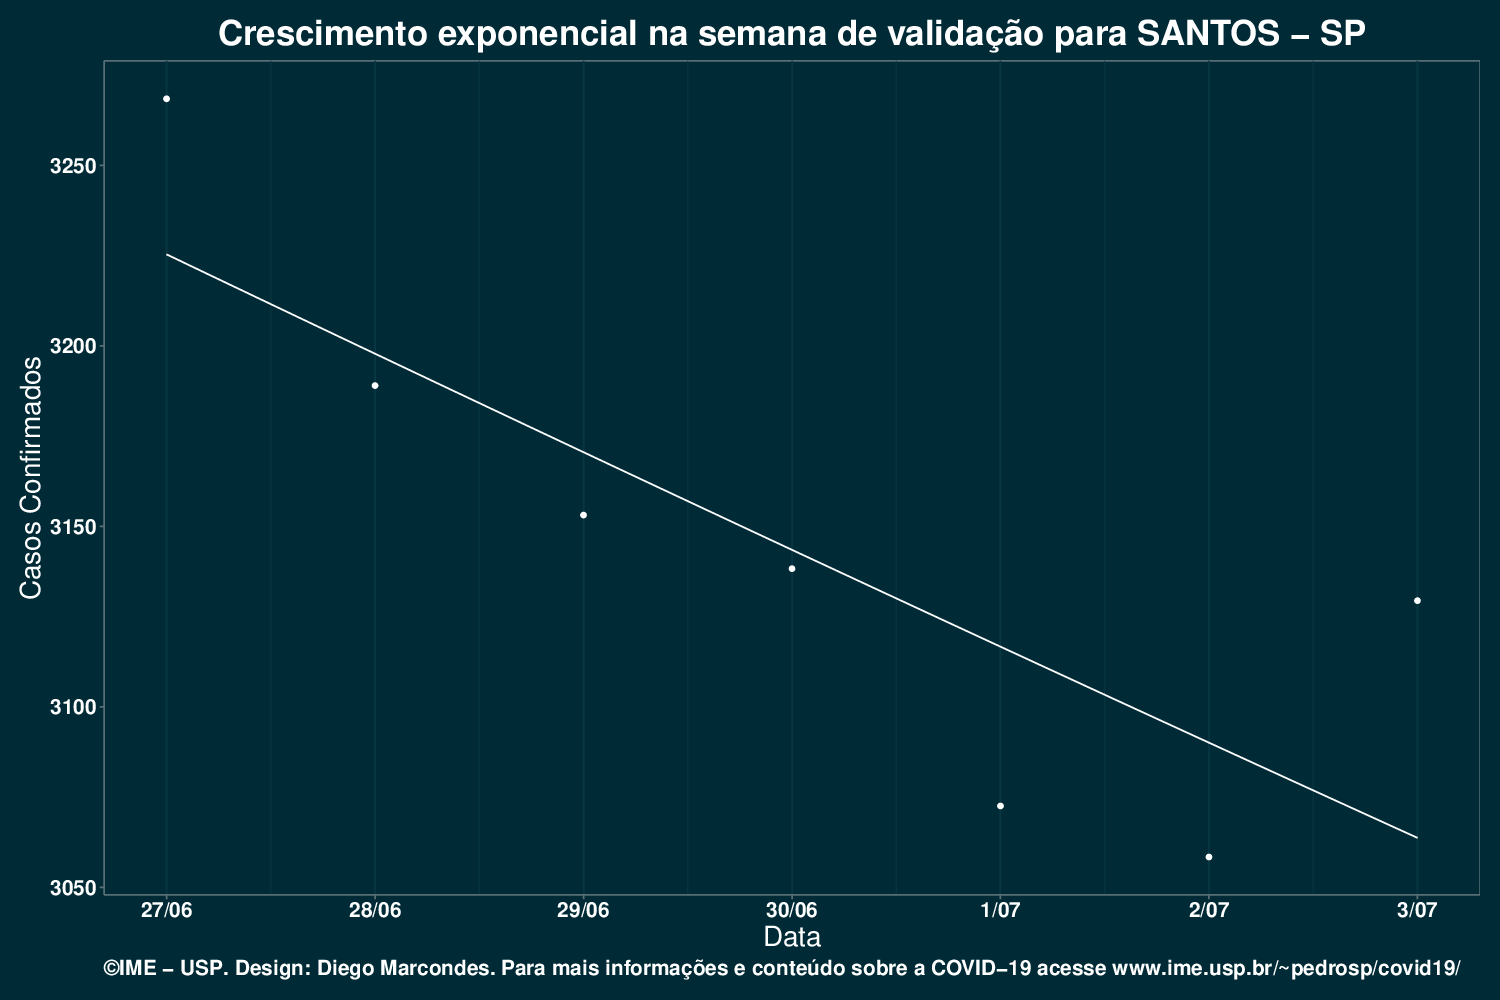 Crescimento exponencial na semana de validação para SANTOS – SP
Casos Confirmados
3250
3200
3150
3100
3050
27/06 28/06 29/06 30/06 1/07 2/07 3/07
Data
©IME – USP. Design: Diego Marcondes. Para mais informações e conteúdo sobre a COVID–19 acesse www.ime.usp.br/~pedrosp/covid19/